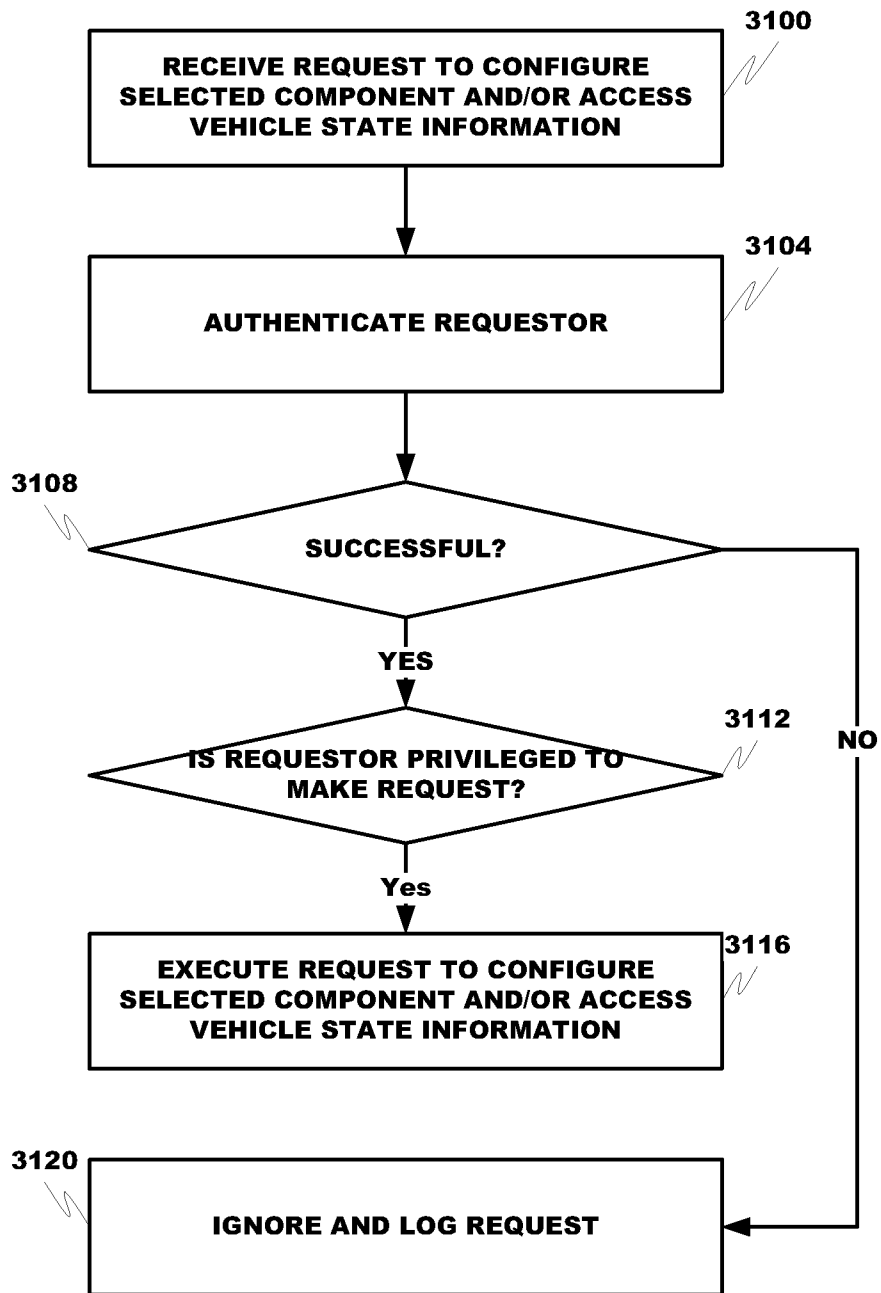 3100
RECEIVE REQUEST TO CONFIGURE
SELECTED COMPONENT AND/OR ACCESS
VEHICLE STATE INFORMATION
3104
AUTHENTICATE REQUESTOR
3108
SUCCESSFUL?
YES
3112
IS REQUESTOR PRIVILEGED TO
MAKE REQUEST?
NO
Yes
3116
EXECUTE REQUEST TO CONFIGURE
SELECTED COMPONENT AND/OR ACCESS
VEHICLE STATE INFORMATION
3120
IGNORE AND LOG REQUEST